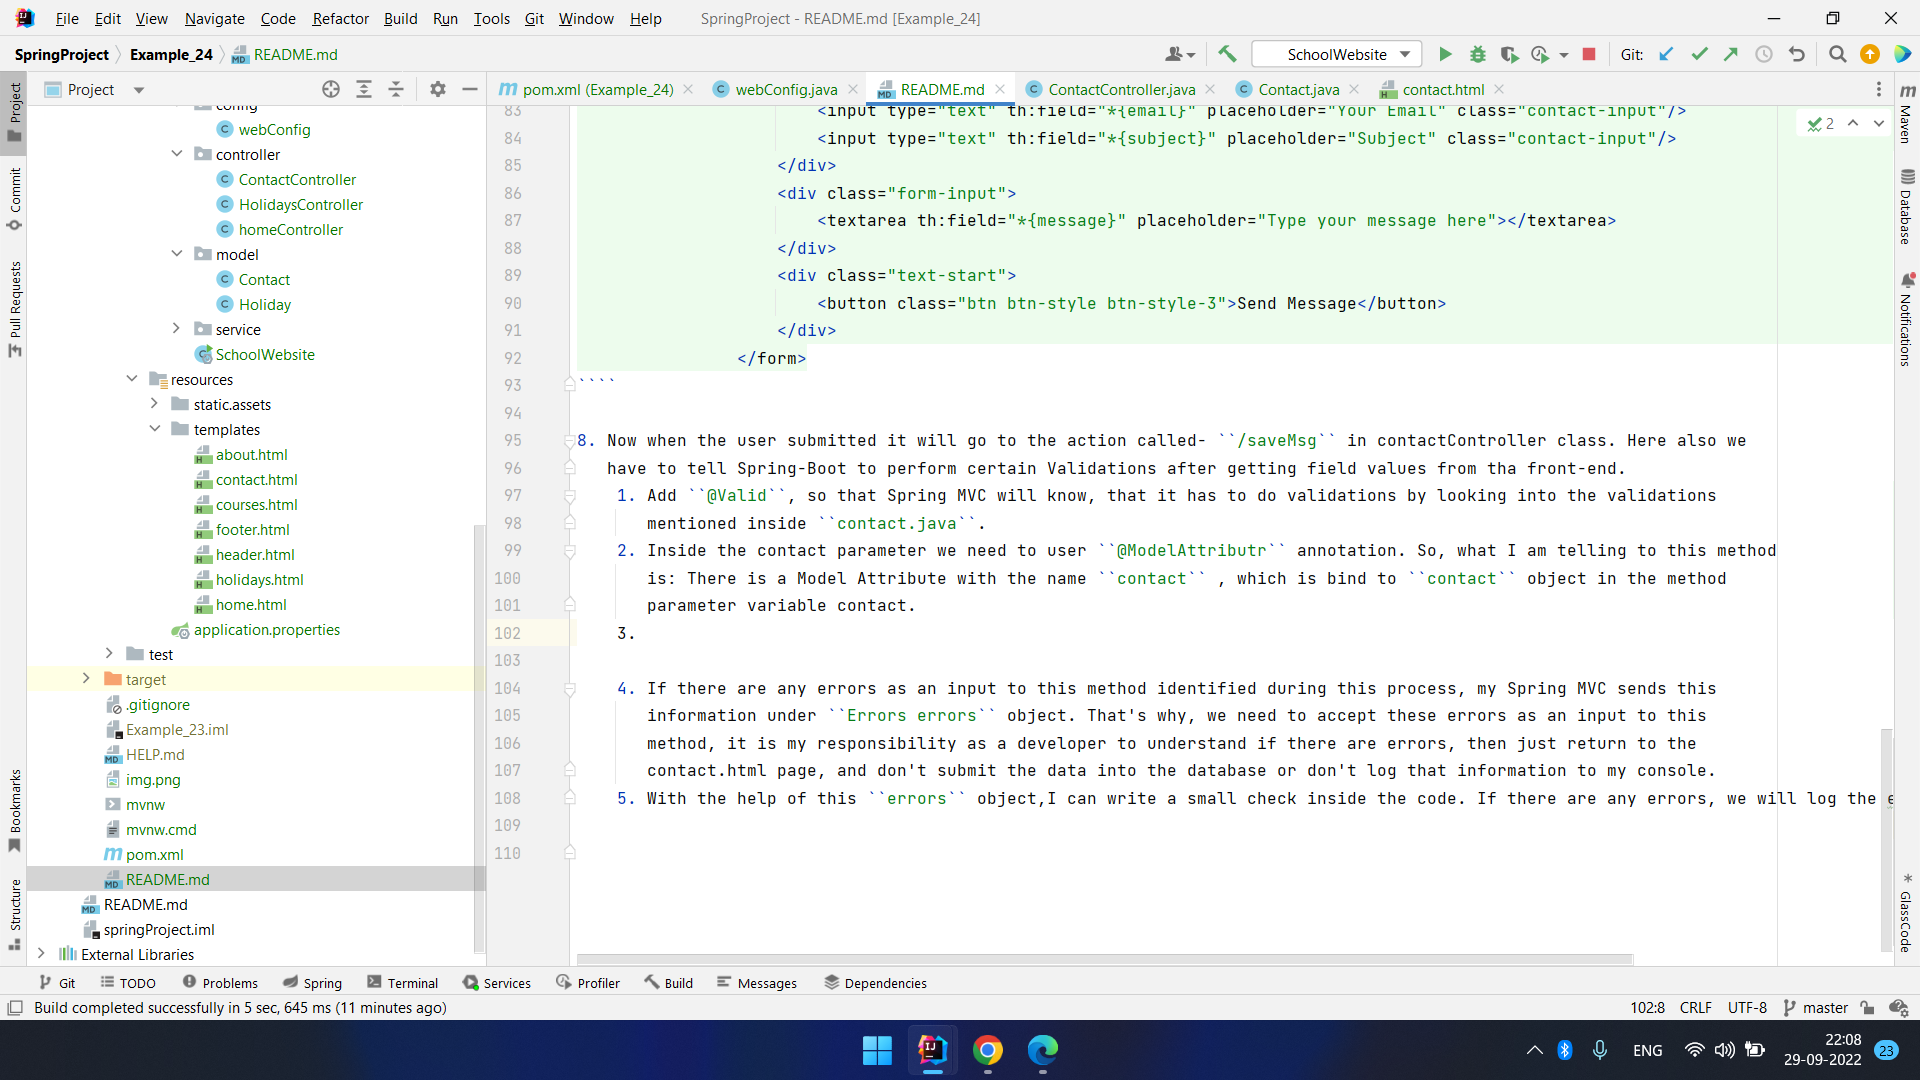 File Edit View Navigate Code Refactor Build Run Tools Git Window Help SpringProject - README.md [Example_24]
SpringProject Example_24 README.md SchoolWebsite Git:
Project pom.xml (Example_24) webConfig.java README.md ContactController.java Contact.java contact.html
Project
Commit
Pull Requests
Bookmarks
Structure
config
webConfig
controller
ContactController
HolidaysController
homeController
model
Contact
Holiday
service
SchoolWebsite
resources
static.assets
templates
about.html
contact.html
courses.html
footer.html
header.html
holidays.html
home.html
application.properties
test
target
.gitignore
Example_23.iml
HELP.md
img.png
mvnw
mvnw.cmd
pom.xml
README.md
README.md
springProject.iml
External Libraries
2
83 <input type="text" th:field="*{email}" placeholder="Your Email" class="contact-input"/>
84 <input type="text" th:field="*{subject}" placeholder="Subject" class="contact-input"/>
85 </div>
86 <div class="form-input">
87 <textarea th:field="*{message}" placeholder="Type your message here"></textarea>
88 </div>
89 <div class="text-start">
90 <button class="btn btn-style btn-style-3">Send Message</button>
91 </div>
92 </form>
93 ````
94
95 8. Now when the user submitted it will go to the action called- ``/saveMsg`` in contactController class. Here also we
96 have to tell Spring-Boot to perform certain Validations after getting field values from tha front-end.
97 1. Add ``@Valid``, so that Spring MVC will know, that it has to do validations by looking into the validations
98 mentioned inside ``contact.java``.
99 2. Inside the contact parameter we need to user ``@ModelAttributr`` annotation. So, what I am telling to this method
100 is: There is a Model Attribute with the name ``contact`` , which is bind to ``contact`` object in the method
101 parameter variable contact.
102 3.
103
104 4. If there are any errors as an input to this method identified during this process, my Spring MVC sends this
105 information under ``Errors errors`` object. That's why, we need to accept these errors as an input to this
106 method, it is my responsibility as a developer to understand if there are errors, then just return to the
107 contact.html page, and don't submit the data into the database or don't log that information to my console.
108 5. With the help of this ``errors`` object,I can write a small check inside the code. If there are any errors, we will log the e
109
110
Maven
Database
Notifications
GlassCode
Git TODO Problems Spring Terminal Services Profiler Build Messages Dependencies
Build completed successfully in 5 sec, 645 ms (11 minutes ago) 102:8 CRLF UTF-8 master
ENG 22:08
29-09-2022 23